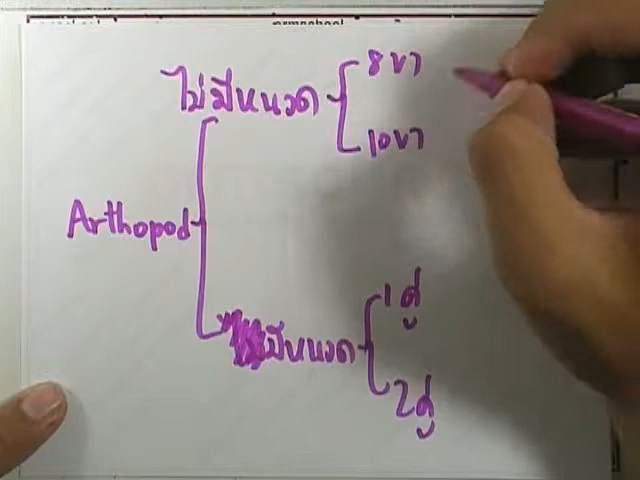 ormschool
ไม่มีหนวด
8 ขา
10 ขา
Arthopod
มีหนวด
1 คู่
2 คู่